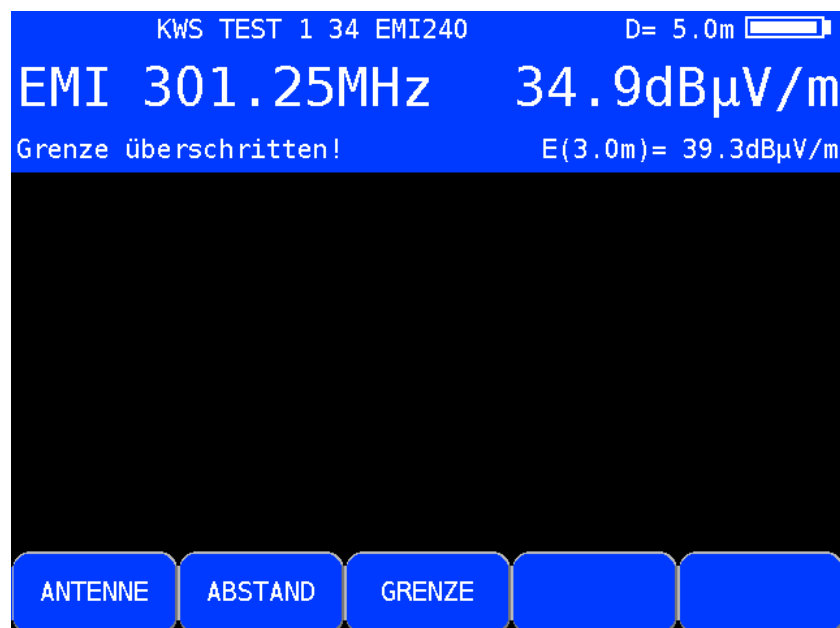 KWS TEST 1 34 EMI240 D= 5.0m
EMI 301.25MHz 34.9dBµV/m
Grenze überschritten! E(3.0m)= 39.3dBµV/m
ANTENNE ABSTAND GRENZE